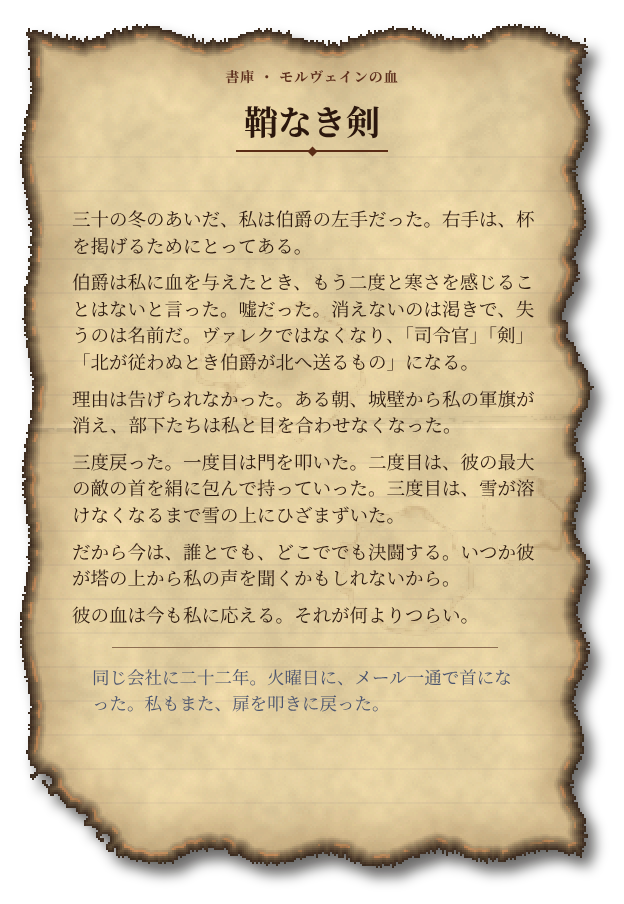 書庫 ・ モルヴェインの血
鞘なき剣
三十の冬のあいだ、私は伯爵の左手だった。右手は、杯
を掲げるためにとってある。
伯爵は私に血を与えたとき、もう二度と寒さを感じるこ
とはないと言った。嘘だった。消えないのは渇きで、失
うのは名前だ。ヴァレクではなくなり、「司令官」「剣」
「北が従わぬとき伯爵が北へ送るもの」になる。
理由は告げられなかった。ある朝、城壁から私の軍旗が
消え、部下たちは私と目を合わせなくなった。
三度戻った。一度目は門を叩いた。二度目は、彼の最大
の敵の首を絹に包んで持っていった。三度目は、雪が溶
けなくなるまで雪の上にひざまずいた。
だから今は、誰とでも、どこででも決闘する。いつか彼
が塔の上から私の声を聞くかもしれないから。
彼の血は今も私に応える。それが何よりつらい。
同じ会社に二十二年。火曜日に、メール一通で首にな
った。私もまた、扉を叩きに戻った。